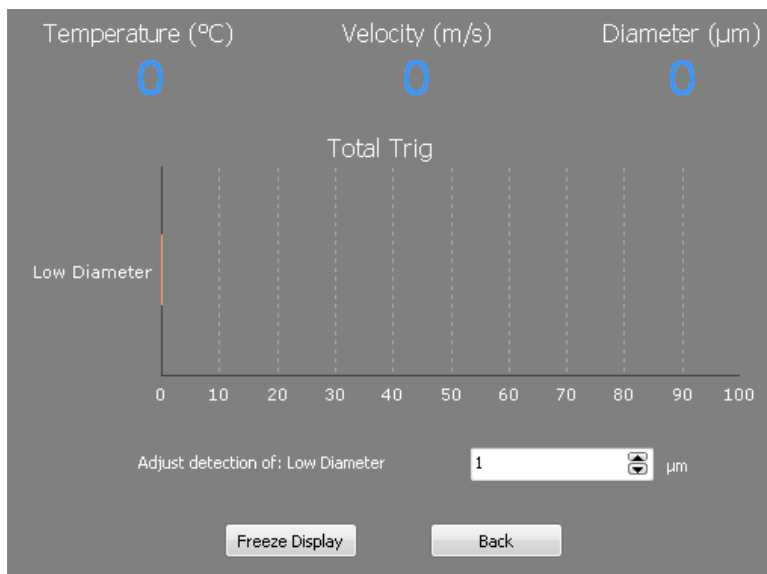 Temperature (ºC) Velocity (m/s) Diameter (µm)
0 0 0
Total Trig
Low Diameter
0 10 20 30 40 50 60 70 80 90 100
Adjust detection of: Low Diameter 1 µm
Freeze Display Back